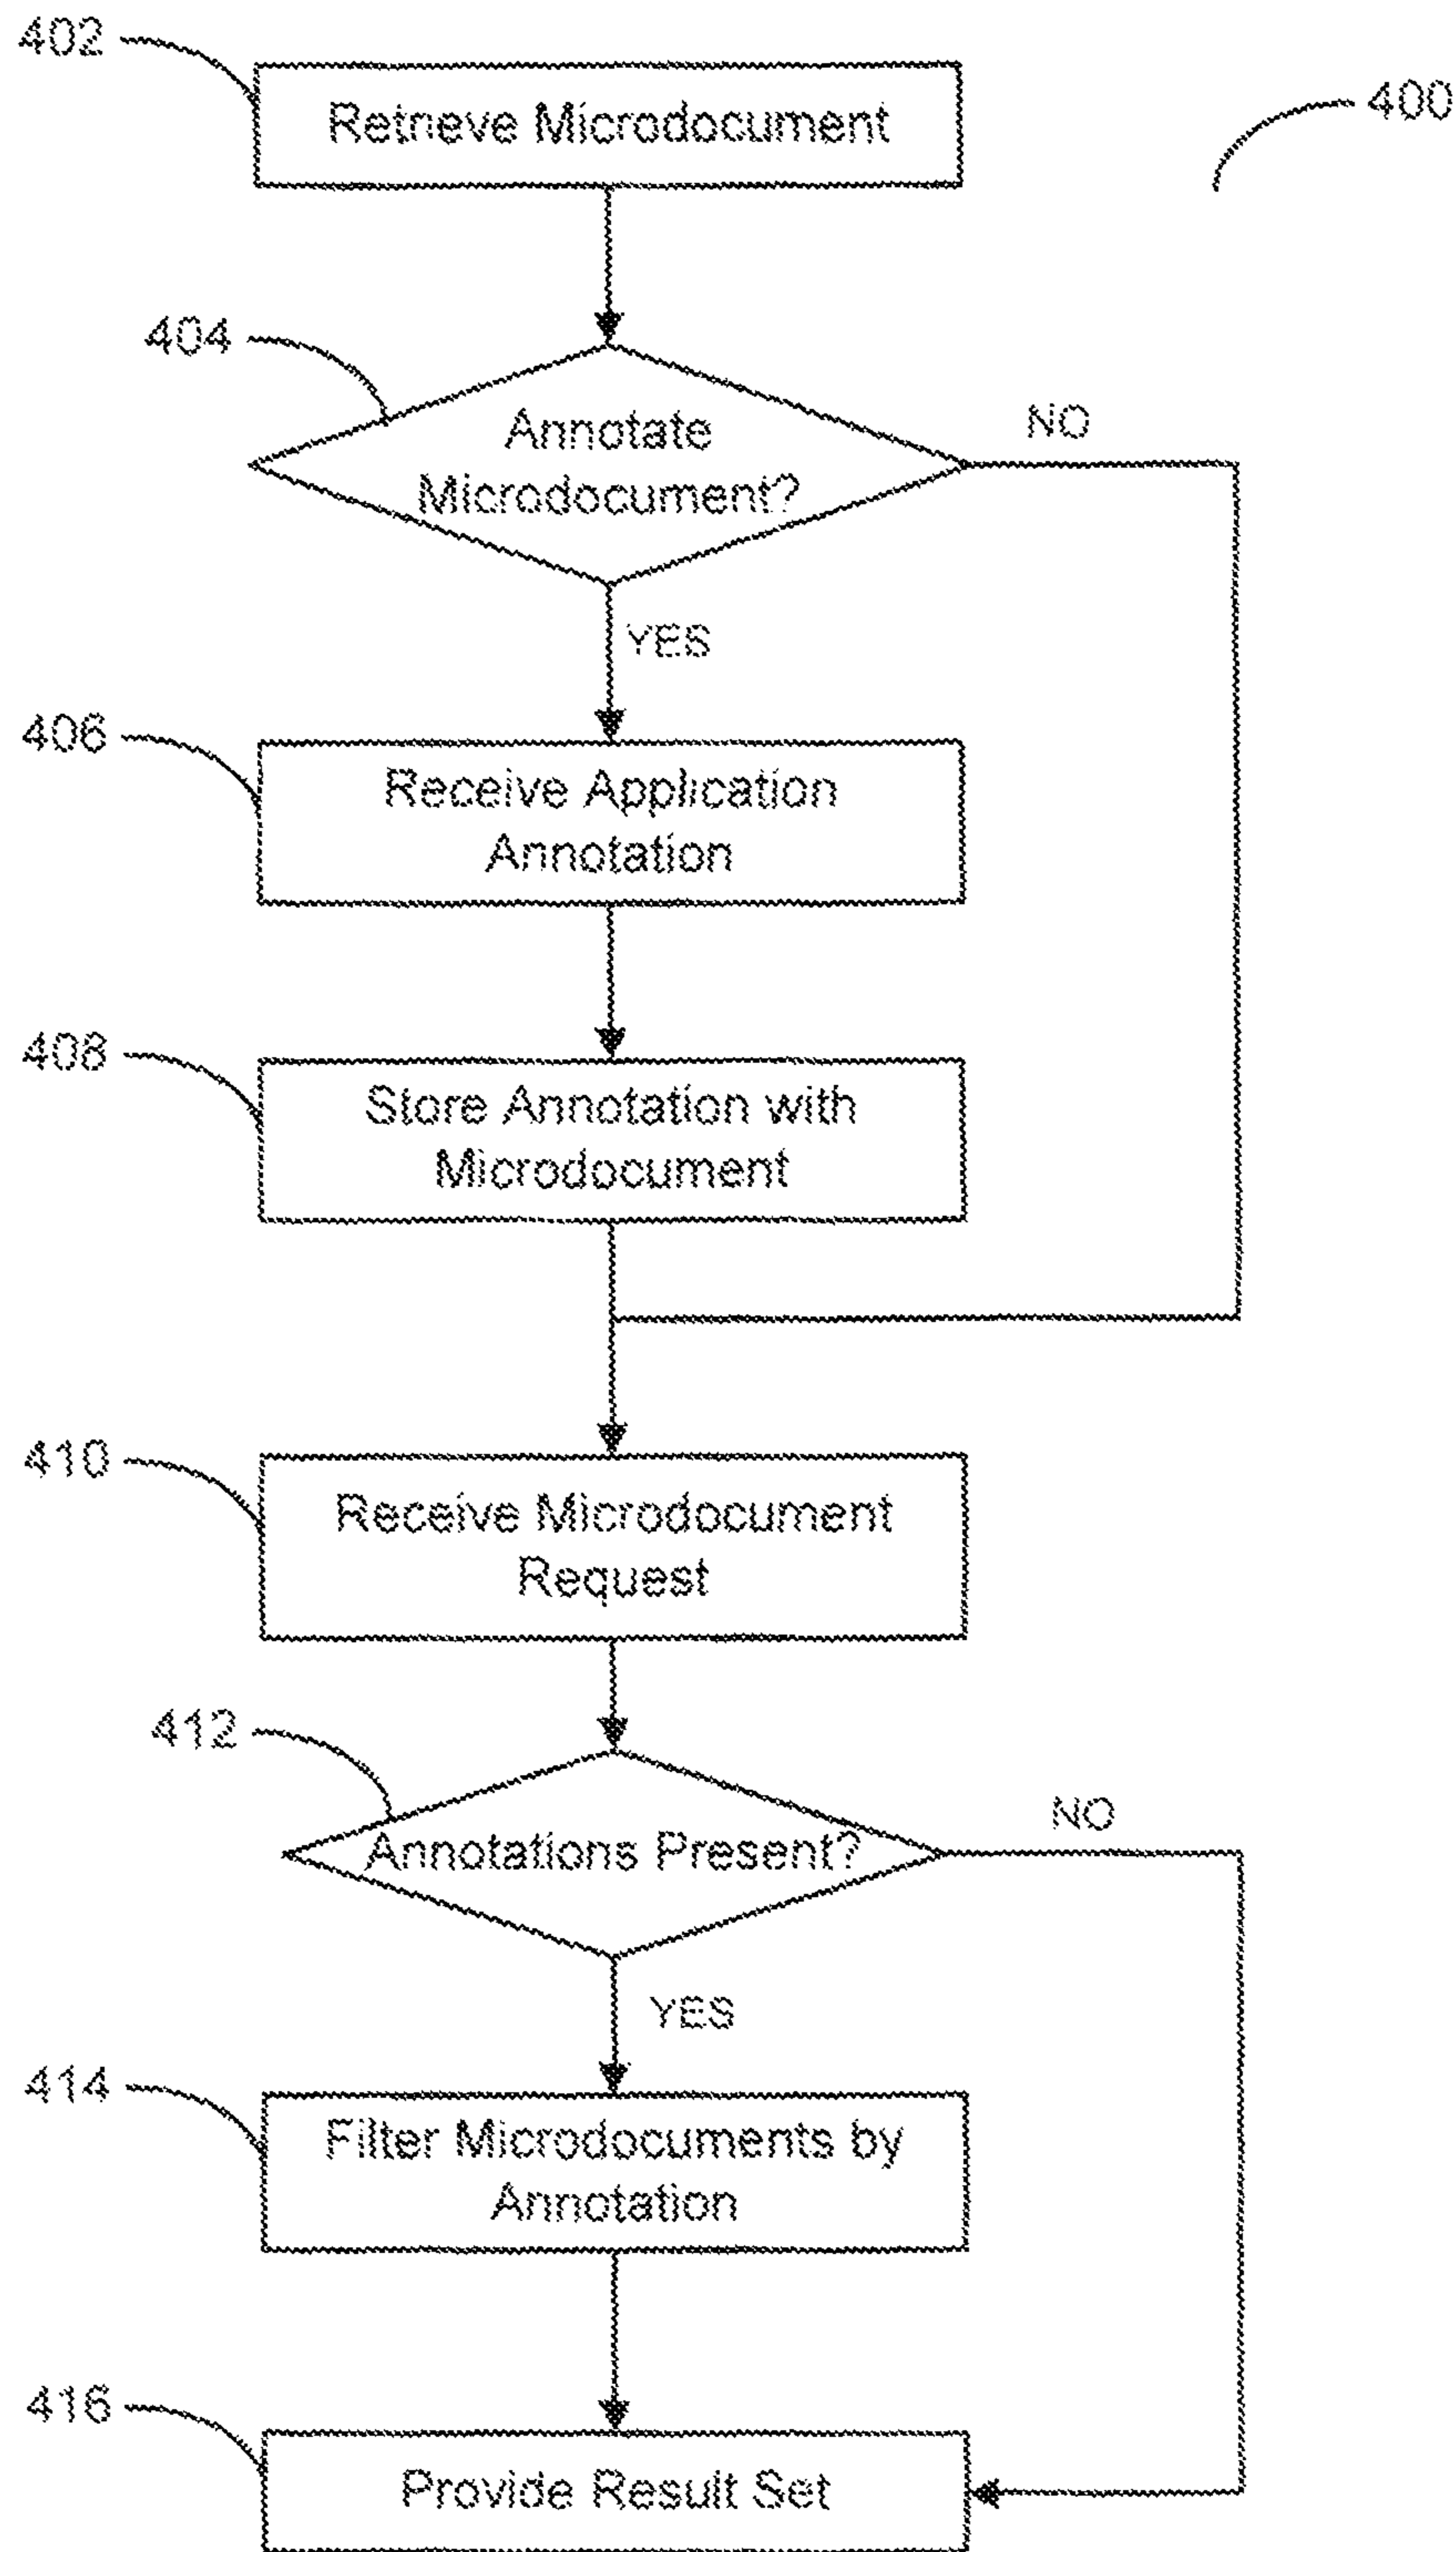 402
Retrieve Microdocument
400
404
Annotate
Microdocument?
NO
YES
406
Receive Application
Annotation
408
Store Annotation with
Microdocument
410
Receive Microdocument
Request
412
Annotations Present?
NO
YES
414
Filter Microdocuments by
Annotation
416
Provide Result Set